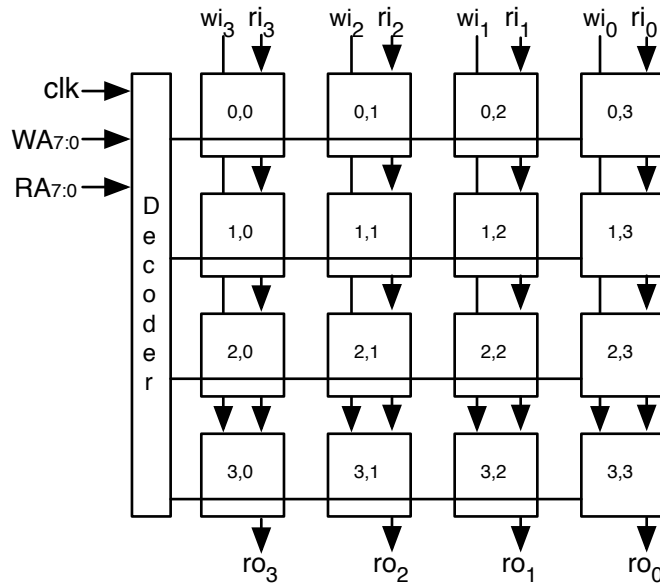 wi3 ri3 wi2 ri2 wi1 ri1 wi0 ri0
clk
WA7:0
RA7:0
Decoder
0,0 0,1 0,2 0,3
1,0 1,1 1,2 1,3
2,0 2,1 2,2 2,3
3,0 3,1 3,2 3,3
ro3 ro2 ro1 ro0